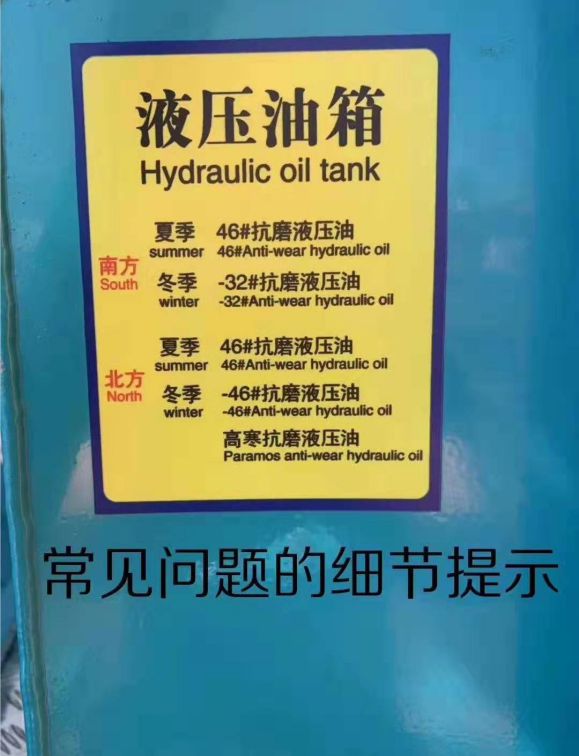 液压油箱
Hydraulic oil tank
南方
South
夏季 46#抗磨液压油
summer 46#Anti-wear hydraulic oil
冬季 -32#抗磨液压油
winter -32#Anti-wear hydraulic oil
北方
North
夏季 46#抗磨液压油
summer 46#Anti-wear hydraulic oil
冬季 -46#抗磨液压油
winter -46#Anti-wear hydraulic oil
高寒抗磨液压油
Paramos anti-wear hydraulic oil
常见问题的细节提示